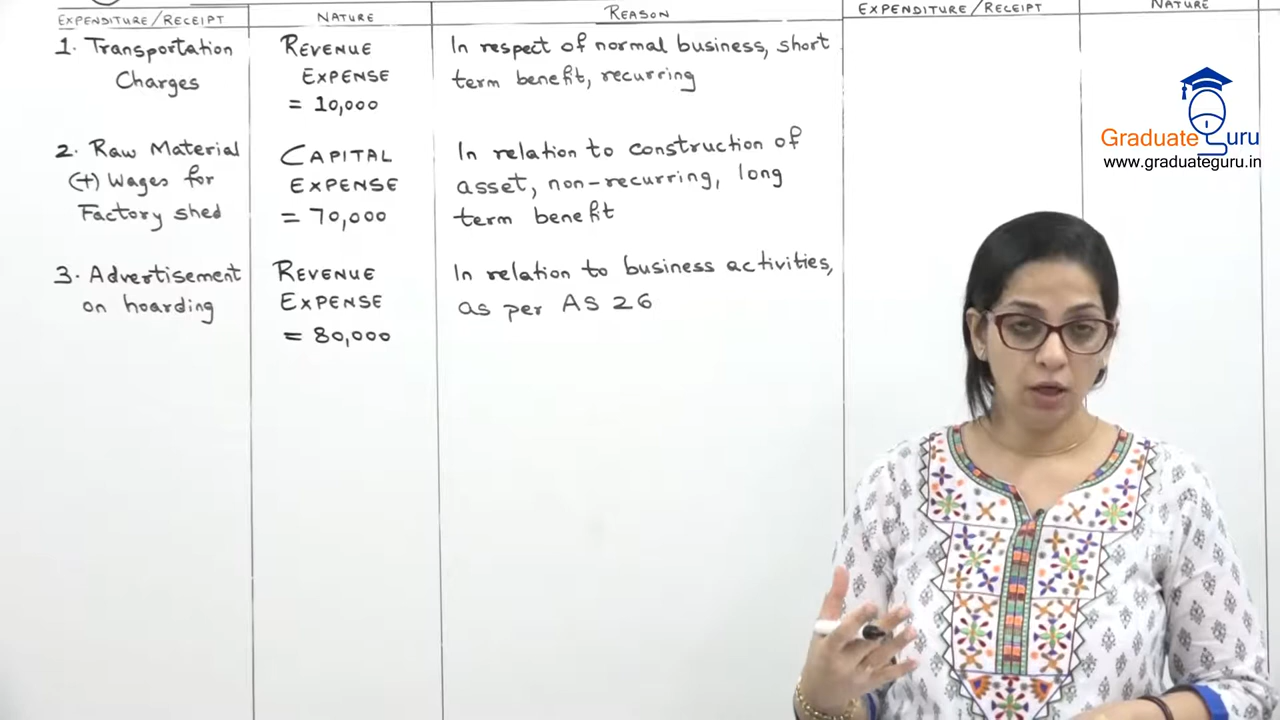 EXPENDITURE/RECEIPT
NATURE
REASON
1. Transportation
Charges
REVENUE
EXPENSE
= 10,000
In respect of normal business, short
term benefit, recurring
2. Raw Material
(+) Wages for
Factory shed
CAPITAL
EXPENSE
= 70,000
In relation to construction of
asset, non-recurring, long
term benefit
3. Advertisement
on hoarding
REVENUE
EXPENSE
= 80,000
In relation to business activities,
as per AS 26
EXPENDITURE/RECEIPT
NATURE
Graduate Guru
www.graduateguru.in